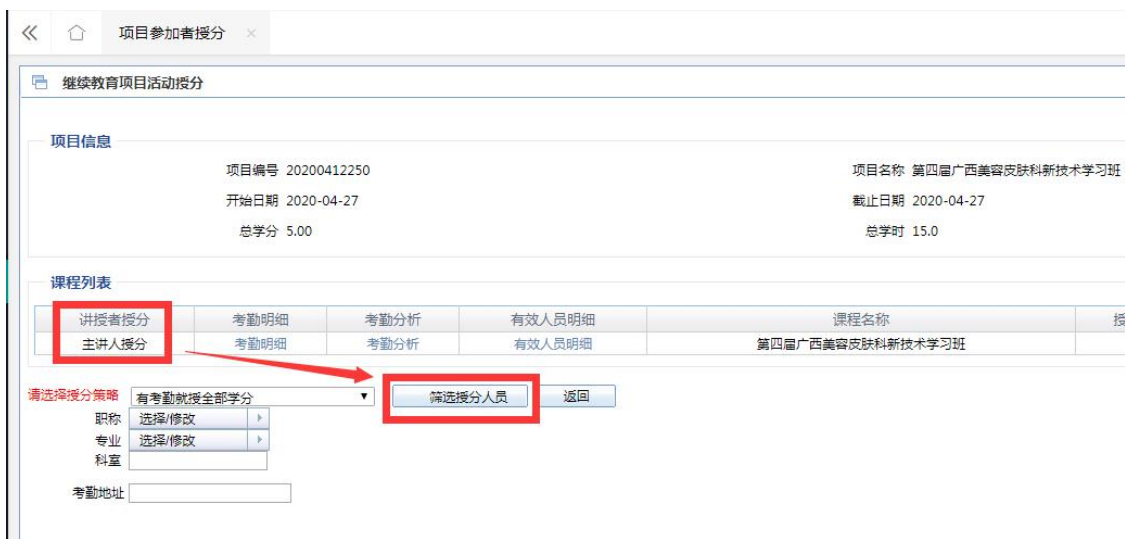 项目参加者授分
继续教育项目活动授分
项目信息
项目编号 20200412250 项目名称 第四届广西美容皮肤科新技术学习班
开始日期 2020-04-27 截止日期 2020-04-27
总学分 5.00 总学时 15.0
课程列表
讲授者授分 考勤明细 考勤分析 有效人员明细 课程名称 授
主讲人授分 考勤明细 考勤分析 有效人员明细 第四届广西美容皮肤科新技术学习班
请选择授分策略 有考勤就授全部学分 筛选授分人员 返回
职称 选择/修改
专业 选择/修改
科室
考勤地址